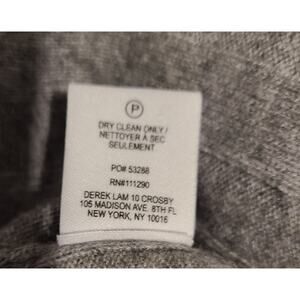 P
DRY CLEAN ONLY /
NETTOYER A SEC
SEULEMENT
PO# 53288
RN#111290
DEREK LAM 10 CROSBY
105 MADISON AVE. 8TH FL
NEW YORK, NY 10016